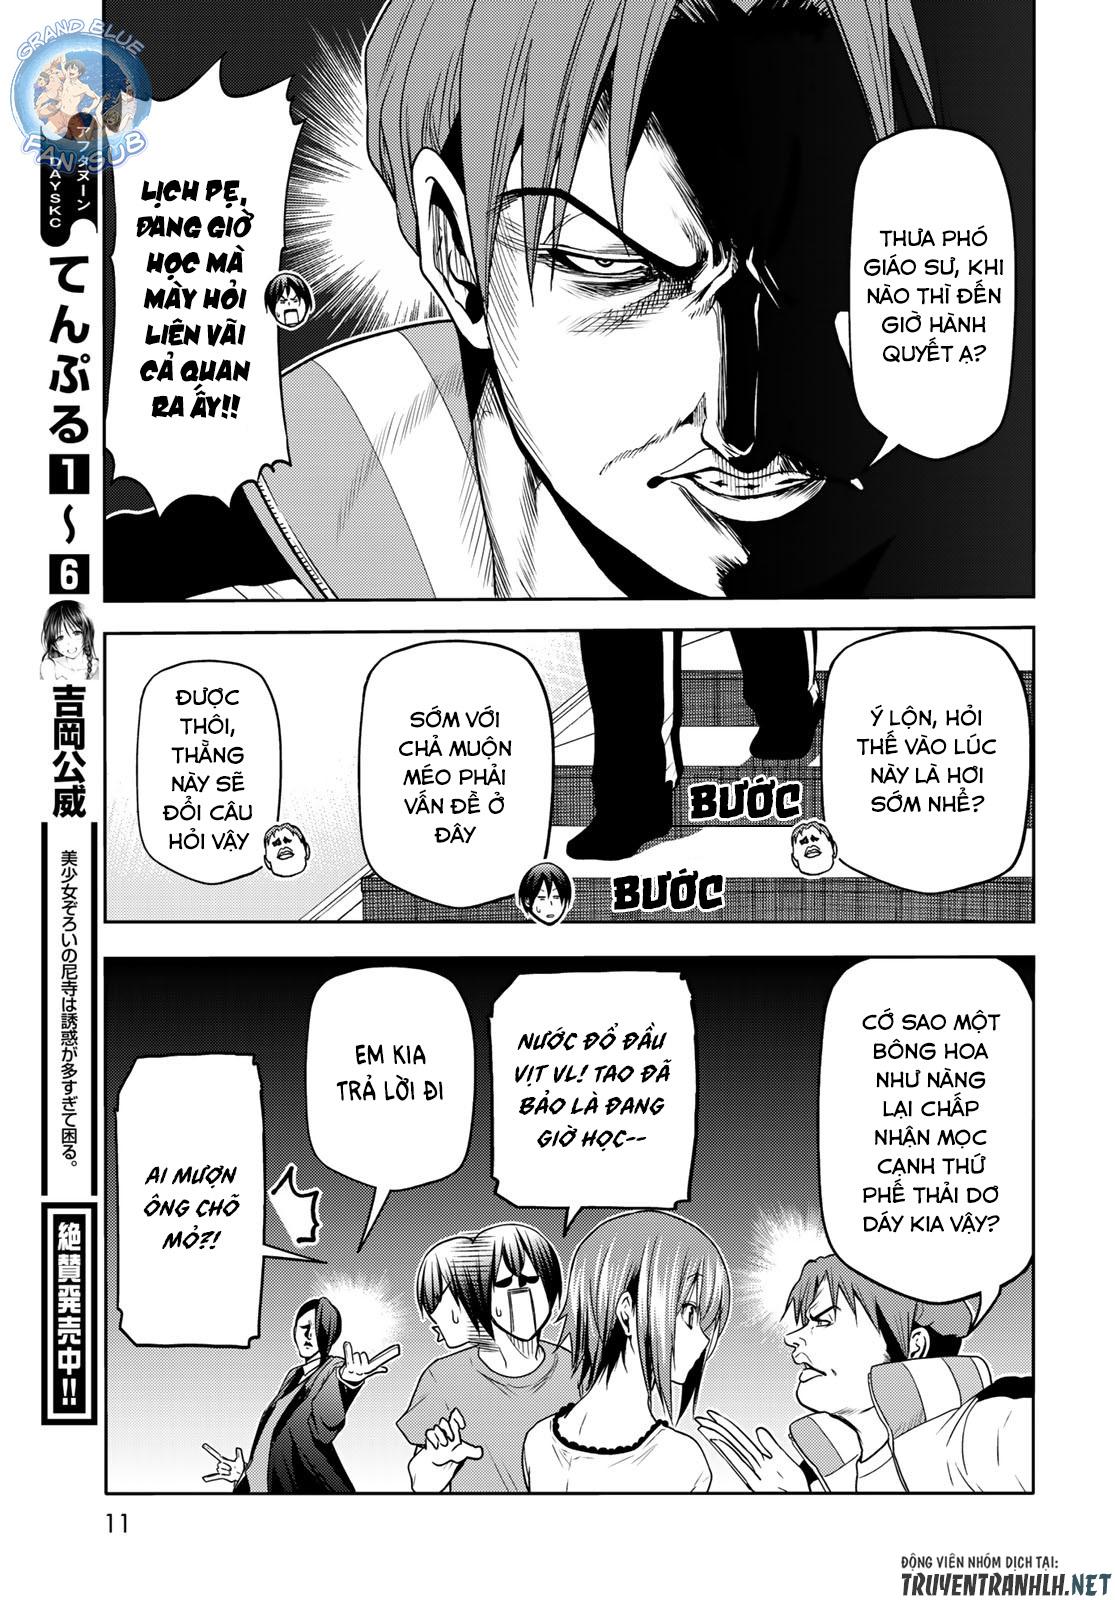 GRAND BLUE
FAN SUB
アフタヌーン
DAYSKC
てんぷる1〜6
吉岡公威
美少女ぞろいの尼寺は誘惑が多すぎて困る。
絶賛発売中!!
THƯA PHÓ
GIÁO SƯ, KHI
NÀO THÌ ĐẾN
GIỜ HÀNH
QUYẾT Ạ?
LỊCH PẸ,
ĐANG GIỜ
HỌC MÀ
MÀY HỎI
LIÊN VÃI
CẢ QUAN
RA ẤY!!
Ý LỘN, HỎI
THẾ VÀO LÚC
NÀY LÀ HƠI
SỚM NHỂ?
BƯỚC
BƯỚC
SỚM VỚI
CHẢ MUỘN
MÉO PHẢI
VẤN ĐỀ Ở
ĐÂY
ĐƯỢC
THÔI,
THẰNG
NÀY SẼ
ĐỔI CÂU
HỎI VẬY
CỚ SAO MỘT
BÔNG HOA
NHƯ NÀNG
LẠI CHẤP
NHẬN MỌC
CẠNH THỨ
PHẾ THẢI DƠ
DÁY KIA VẬY?
NƯỚC ĐỔ ĐẦU
VỊT VL! TAO ĐÃ
BẢO LÀ ĐANG
GIỜ HỌC--
EM KIA
TRẢ LỜI ĐI
AI MƯỢN
ÔNG CHÕ
MỎ?!
11
ĐỘNG VIÊN NHÓM DỊCH TẠI:
TRUYENTRANHLH.NET